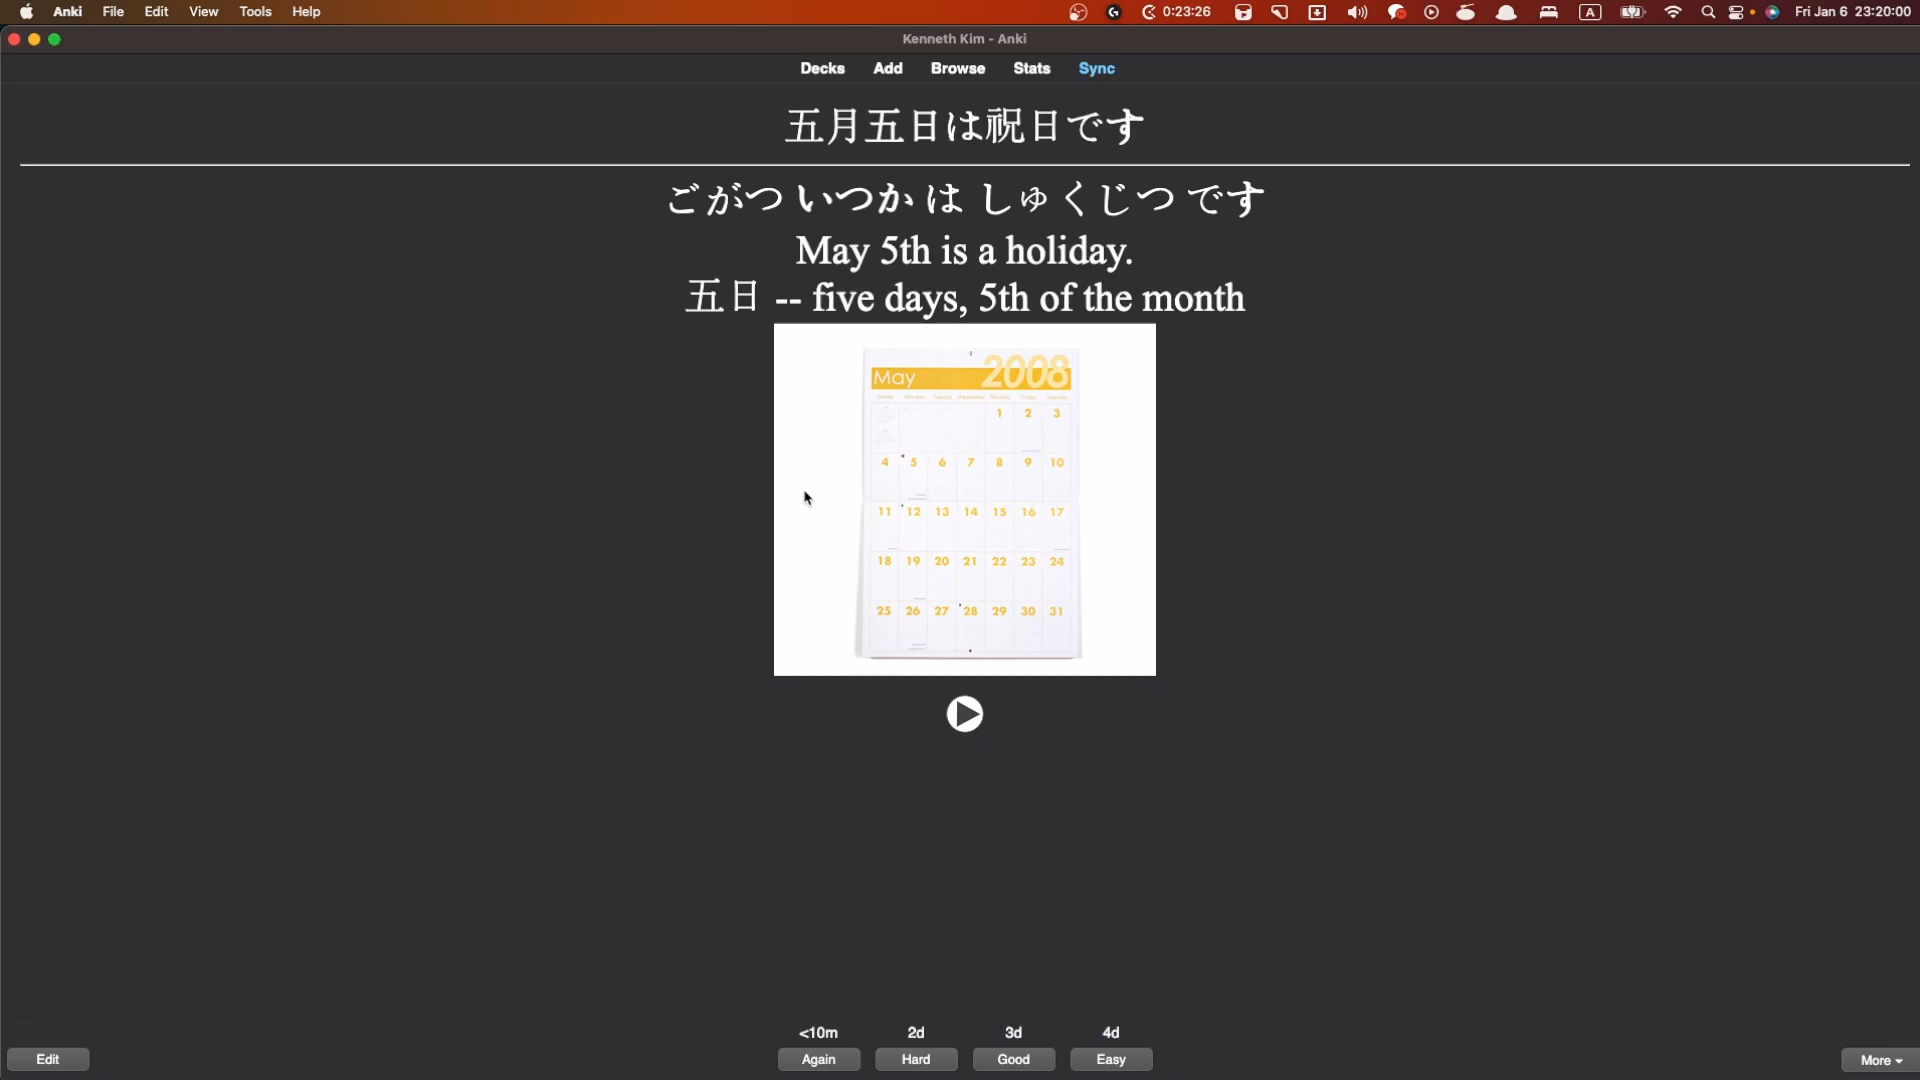 Anki File Edit View Tools Help 0:23:26 A Fri Jan 6 23:20:00
Kenneth Kim - Anki
Decks Add Browse Stats Sync
五月五日は祝日です
ごがつ いつか は しゅくじつ です
May 5th is a holiday.
五日 -- five days, 5th of the month
May 2008
1 2 3
4 5 6 7 8 9 10
11 12 13 14 15 16 17
18 19 20 21 22 23 24
25 26 27 28 29 30 31
<10m 2d 3d 4d
Edit Again Hard Good Easy More